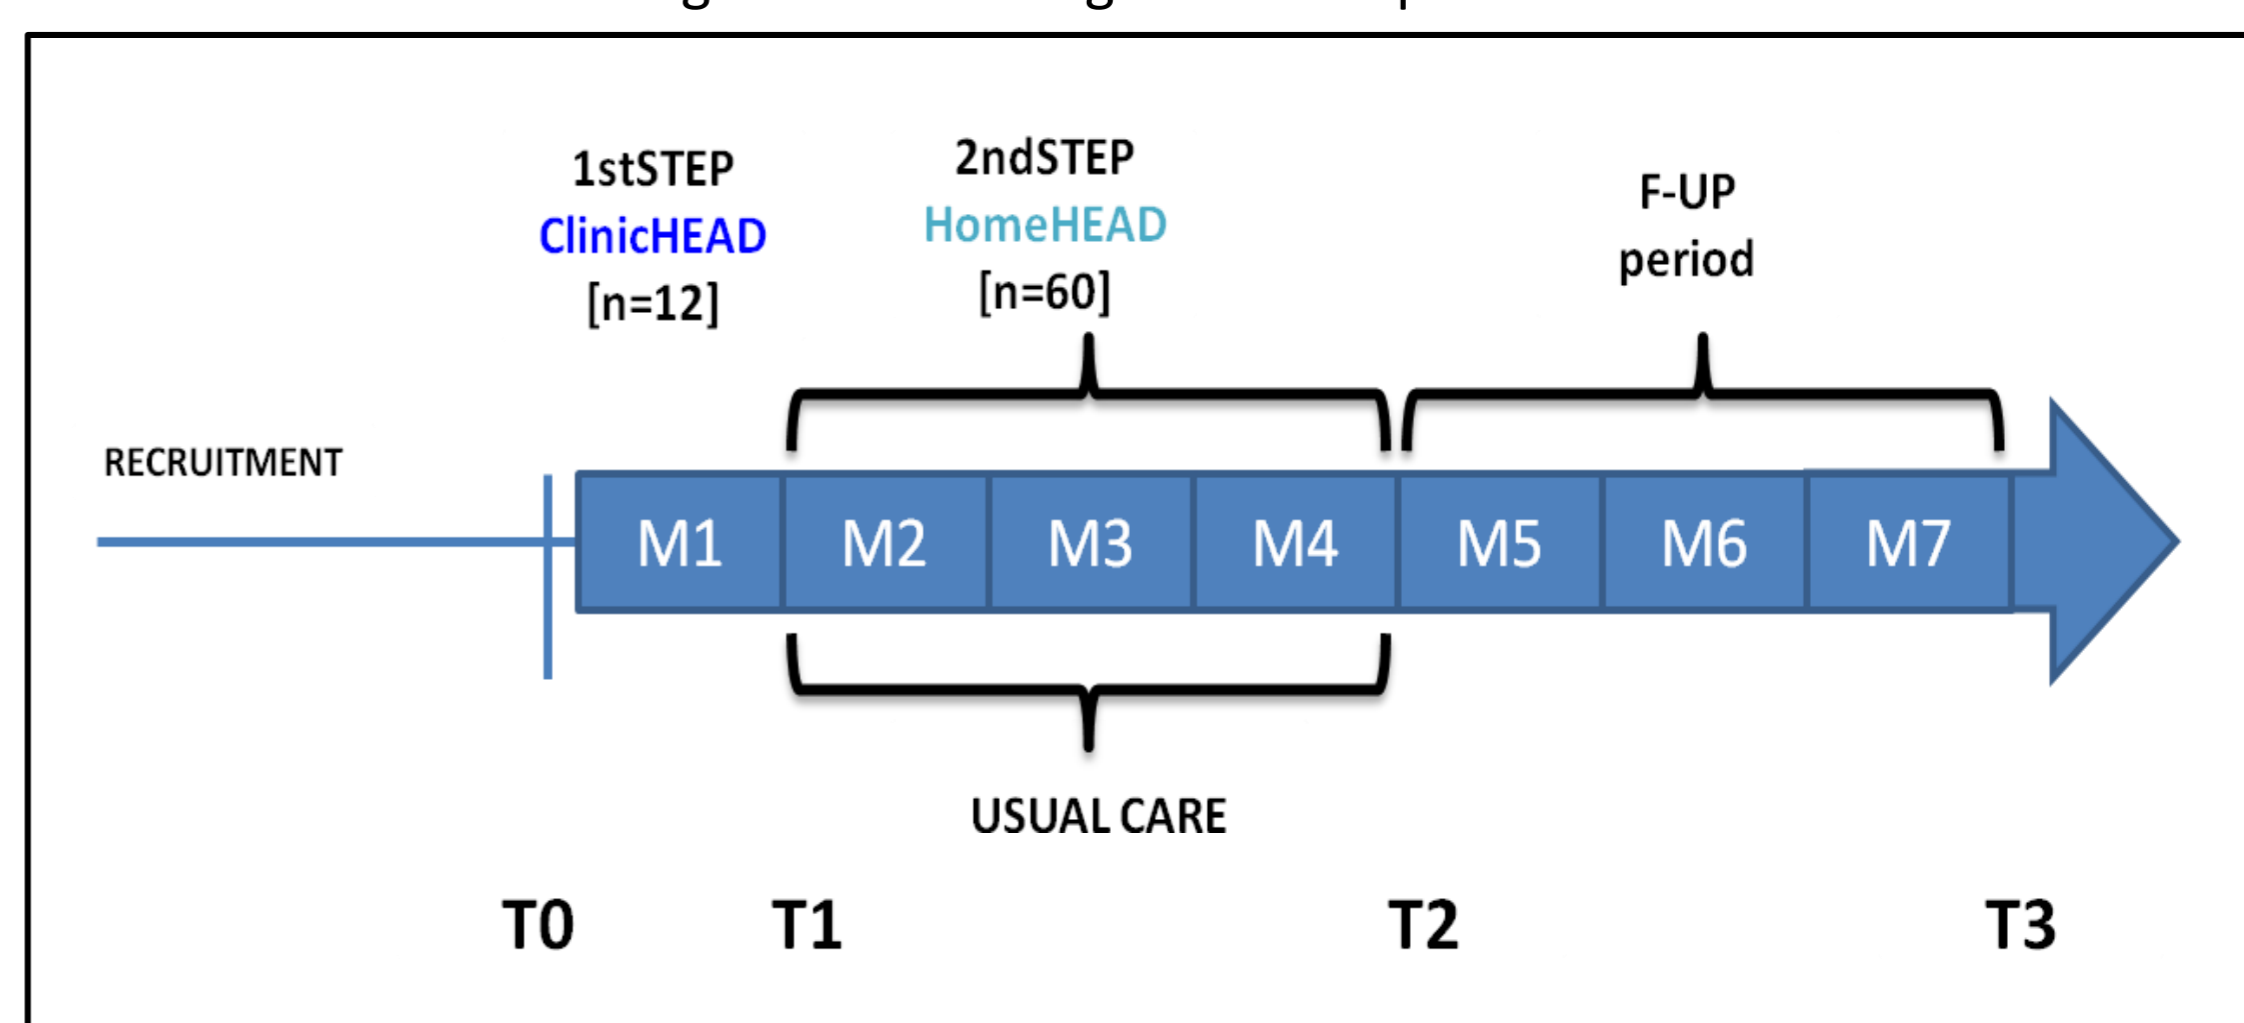 1stSTEP
ClinicHEAD
[n=12]
2ndSTEP
HomeHEAD
[n=60]
F-UP
period
RECRUITMENT
M1 M2 M3 M4 M5 M6 M7
USUAL CARE
T0 T1 T2 T3